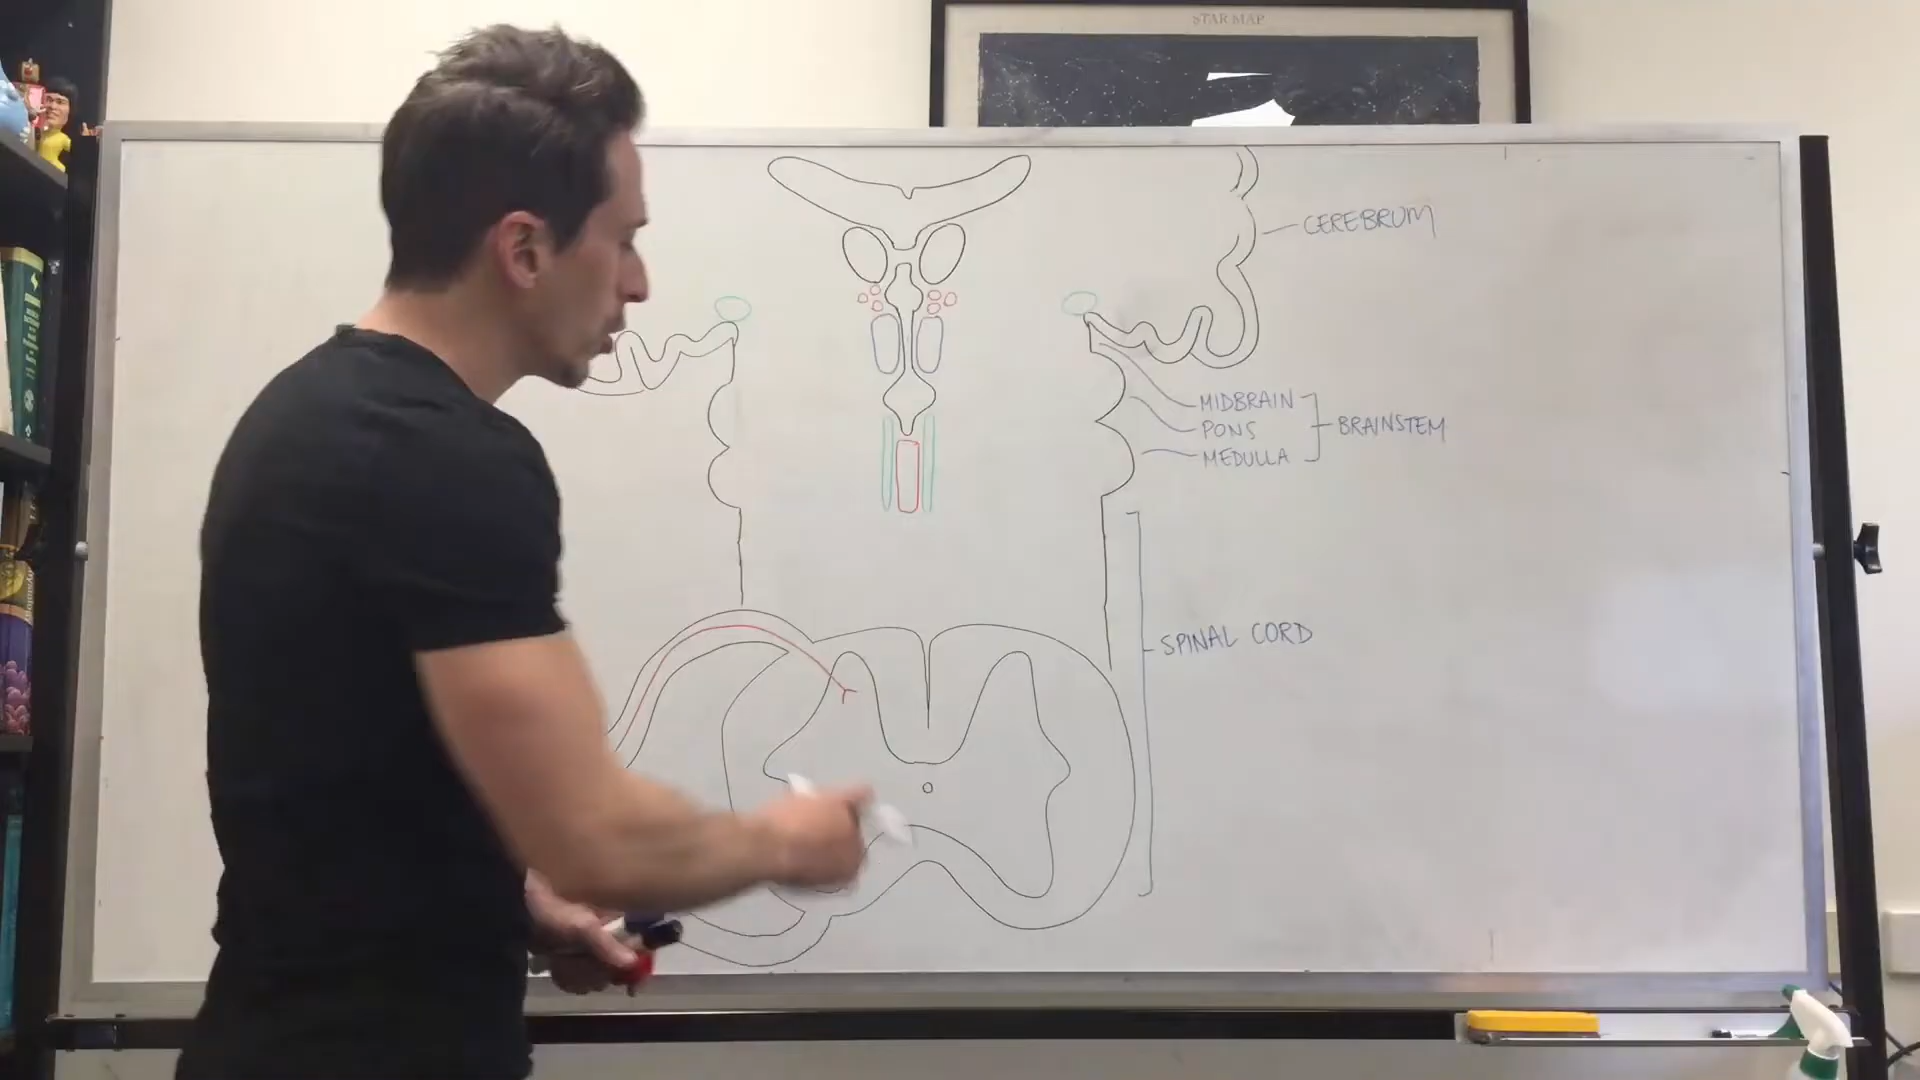 STAR MAP
CEREBRUM
MIDBRAIN
PONS
MEDULLA
BRAINSTEM
SPINAL CORD